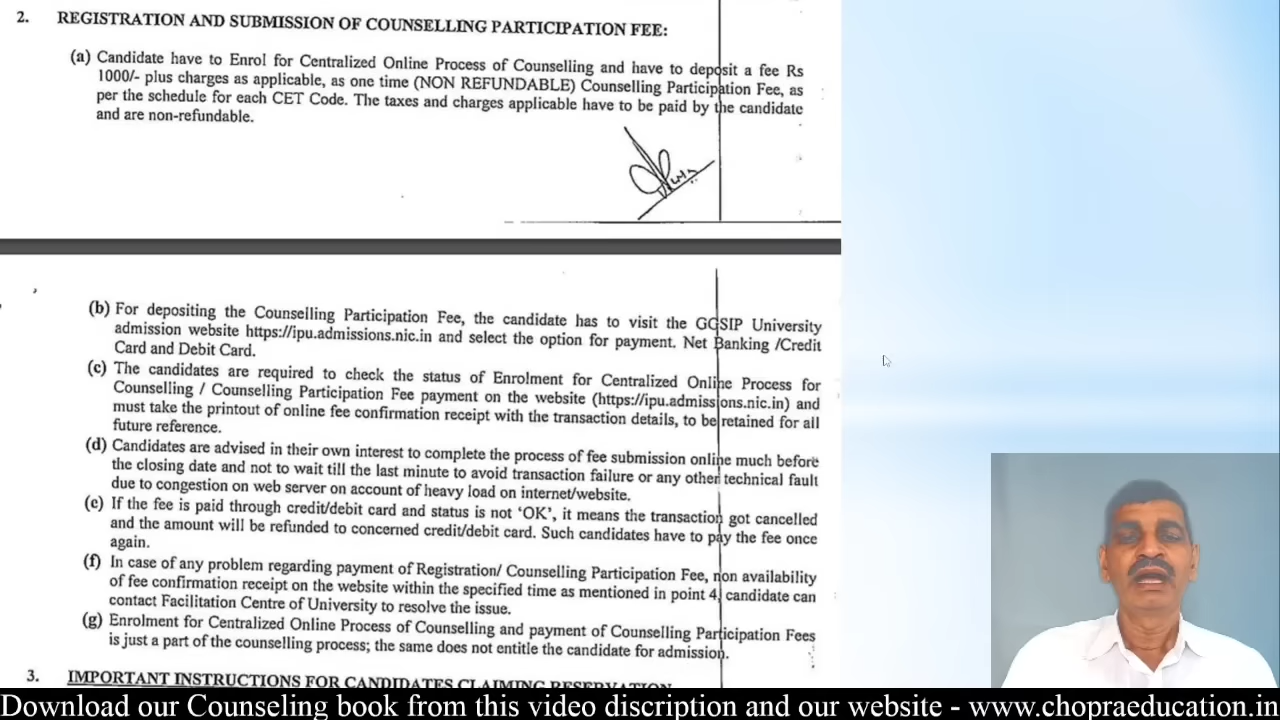 2. REGISTRATION AND SUBMISSION OF COUNSELLING PARTICIPATION FEE:
(a) Candidate have to Enrol for Centralized Online Process of Counselling and have to deposit a fee Rs
1000/- plus charges as applicable, as one time (NON REFUNDABLE) Counselling Participation Fee, as
per the schedule for each CET Code. The taxes and charges applicable have to be paid by the candidate
and are non-refundable.
(b) For depositing the Counselling Participation Fee, the candidate has to visit the GGSIP University
admission website https://ipu.admissions.nic.in and select the option for payment. Net Banking /Credit
Card and Debit Card.
(c) The candidates are required to check the status of Enrolment for Centralized Online Process for
Counselling / Counselling Participation Fee payment on the website (https://ipu.admissions.nic.in) and
must take the printout of online fee confirmation receipt with the transaction details, to be retained for all
future reference.
(d) Candidates are advised in their own interest to complete the process of fee submission online much before
the closing date and not to wait till the last minute to avoid transaction failure or any other technical fault
due to congestion on web server on account of heavy load on internet/website.
(e) If the fee is paid through credit/debit card and status is not ‘OK’, it means the transaction got cancelled
and the amount will be refunded to concerned credit/debit card. Such candidates have to pay the fee once
again.
(f) In case of any problem regarding payment of Registration/ Counselling Participation Fee, non availability
of fee confirmation receipt on the website within the specified time as mentioned in point 4, candidate can
contact Facilitation Centre of University to resolve the issue.
(g) Enrolment for Centralized Online Process of Counselling and payment of Counselling Participation Fees
is just a part of the counselling process; the same does not entitle the candidate for admission.
3. IMPORTANT INSTRUCTIONS FOR CANDIDATES CLAIMING RESERVATION
Download our Counseling book from this video discription and our website - www.chopraeducation.in